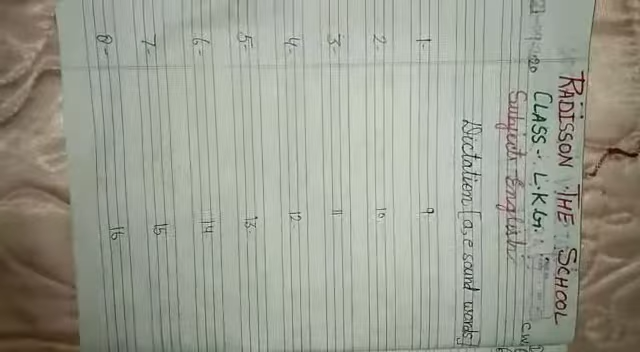 RADISSON THE SCHOOL
CLASS-: L.K.G.
Subject-English
Dictation [a,e sound words]
1- 9-
2- 10-
3- 11-
4- 12-
5- 13-
6- 14-
7- 15-
8- 16-